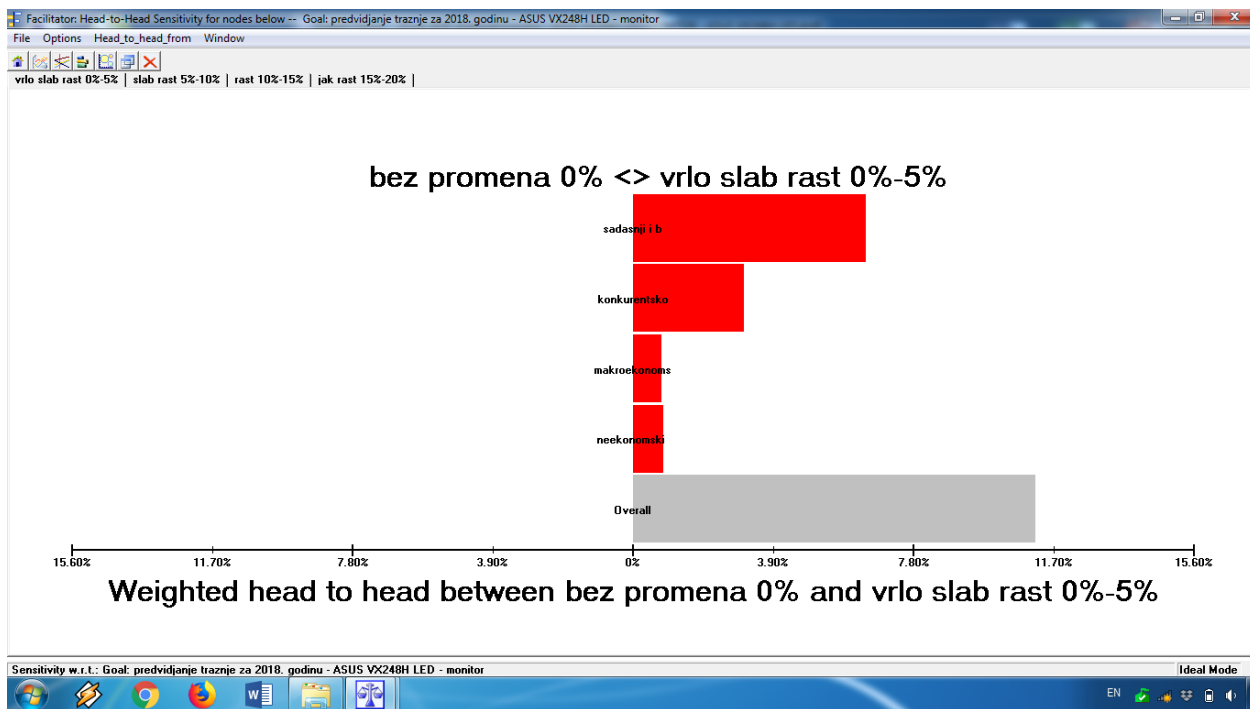 Facilitator: Head-to-Head Sensitivity for nodes below -- Goal: predvidjanje traznje za 2018. godinu - ASUS VX248H LED - monitor
File Options Head_to_head_from Window
vrlo slab rast 0%-5% | slab rast 5%-10% | rast 10%-15% | jak rast 15%-20% |
bez promena 0% <> vrlo slab rast 0%-5%
sadasnji i b
konkurentsko
makroekonoms
neekonomski
Overall
15.60% 11.70% 7.80% 3.90% 0% 3.90% 7.80% 11.70% 15.60%
Weighted head to head between bez promena 0% and vrlo slab rast 0%-5%
Sensitivity w.r.t.: Goal: predvidjanje traznje za 2018. godinu - ASUS VX248H LED - monitor Ideal Mode
W EN